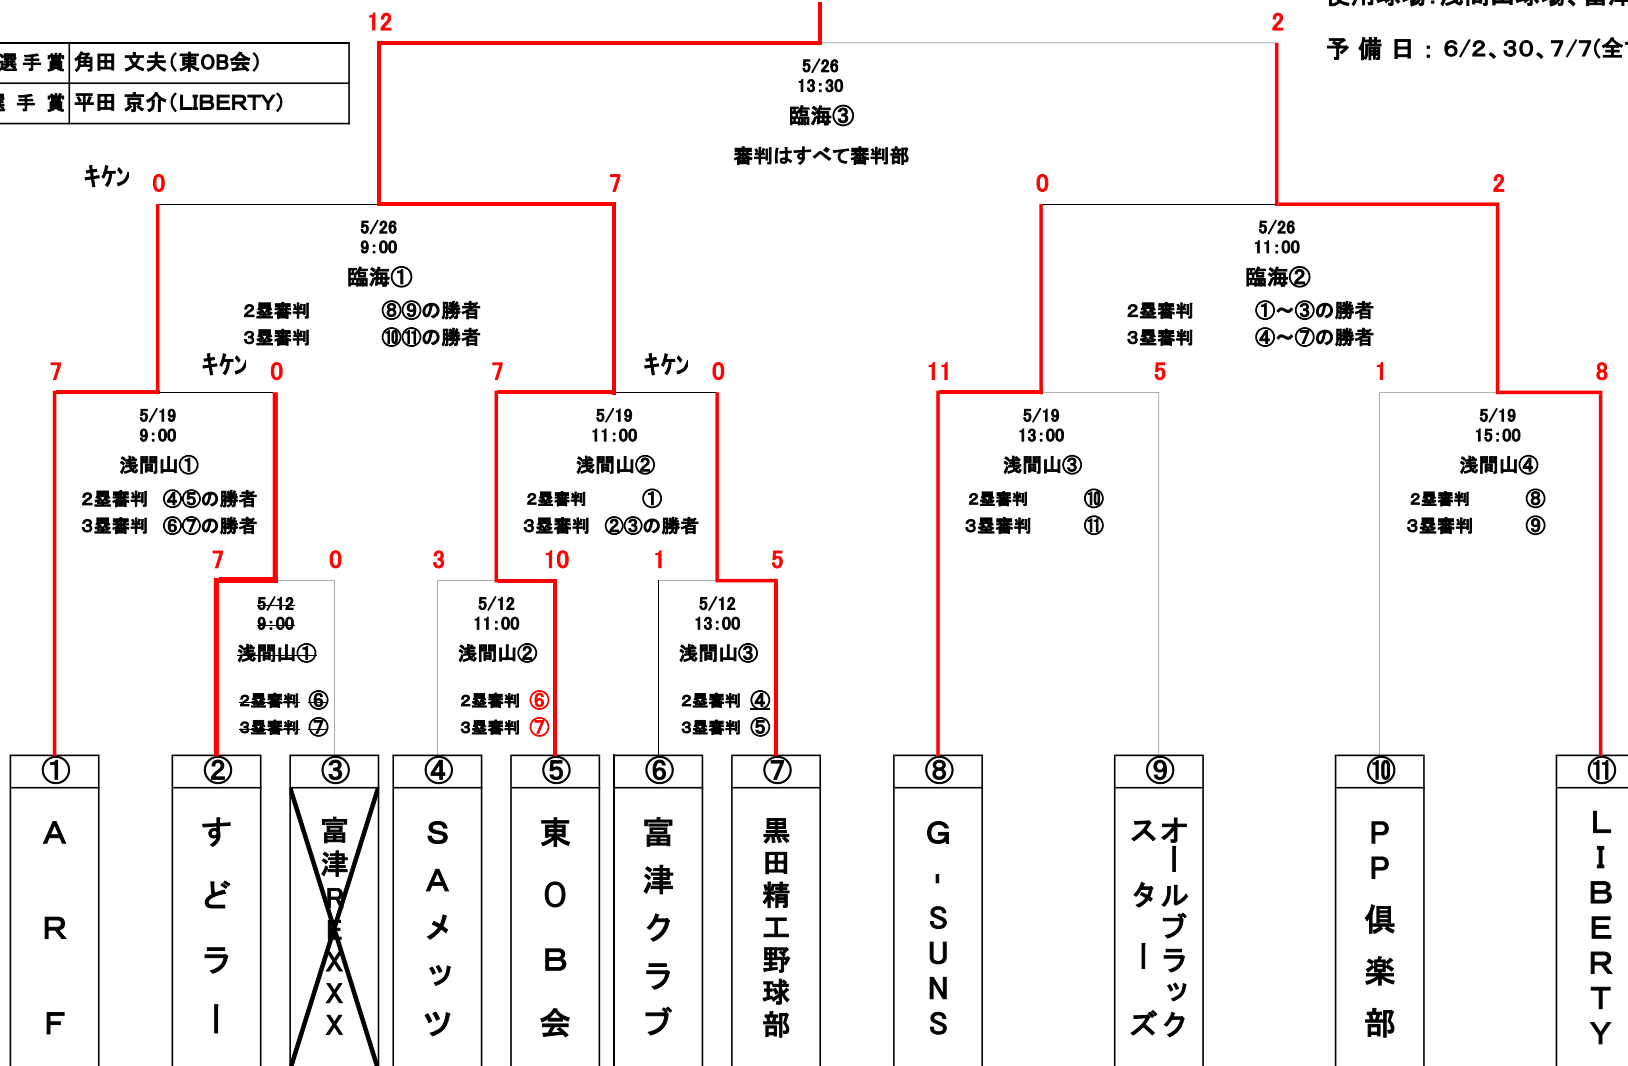 12
2
予 備 日 : 6/2、30、7/7(全
選 手 賞 角田 文夫(東OB会)
手 賞 平田 京介(LIBERTY)
5/26
13:30
臨海③
審判はすべて審判部
キケン 0
7
0
2
5/26
9:00
臨海①
2塁審判 ⑧⑨の勝者
3塁審判 ⑩⑪の勝者
5/26
11:00
臨海②
2塁審判 ①～③の勝者
3塁審判 ④～⑦の勝者
7
キケン 0
7
キケン 0
11
5
1
8
5/19
9:00
浅間山①
2塁審判 ④⑤の勝者
3塁審判 ⑥⑦の勝者
5/19
11:00
浅間山②
2塁審判 ①
3塁審判 ②③の勝者
5/19
13:00
浅間山③
2塁審判 ⑩
3塁審判 ⑪
5/19
15:00
浅間山④
2塁審判 ⑧
3塁審判 ⑨
7
0
3
10
1
5
5/12
9:00
浅間山①
2塁審判 ⑥
3塁審判 ⑦
5/12
11:00
浅間山②
2塁審判 ⑥
3塁審判 ⑦
5/12
13:00
浅間山③
2塁審判 ④
3塁審判 ⑤
①
ARF
②
すどラー
③
富津REXXX
④
SAメッツ
⑤
東OB会
⑥
富津クラブ
⑦
黒田精工野球部
⑧
G-SUNS
⑨
オールブラック
スターズ
⑩
PP倶楽部
⑪
LIBERTY